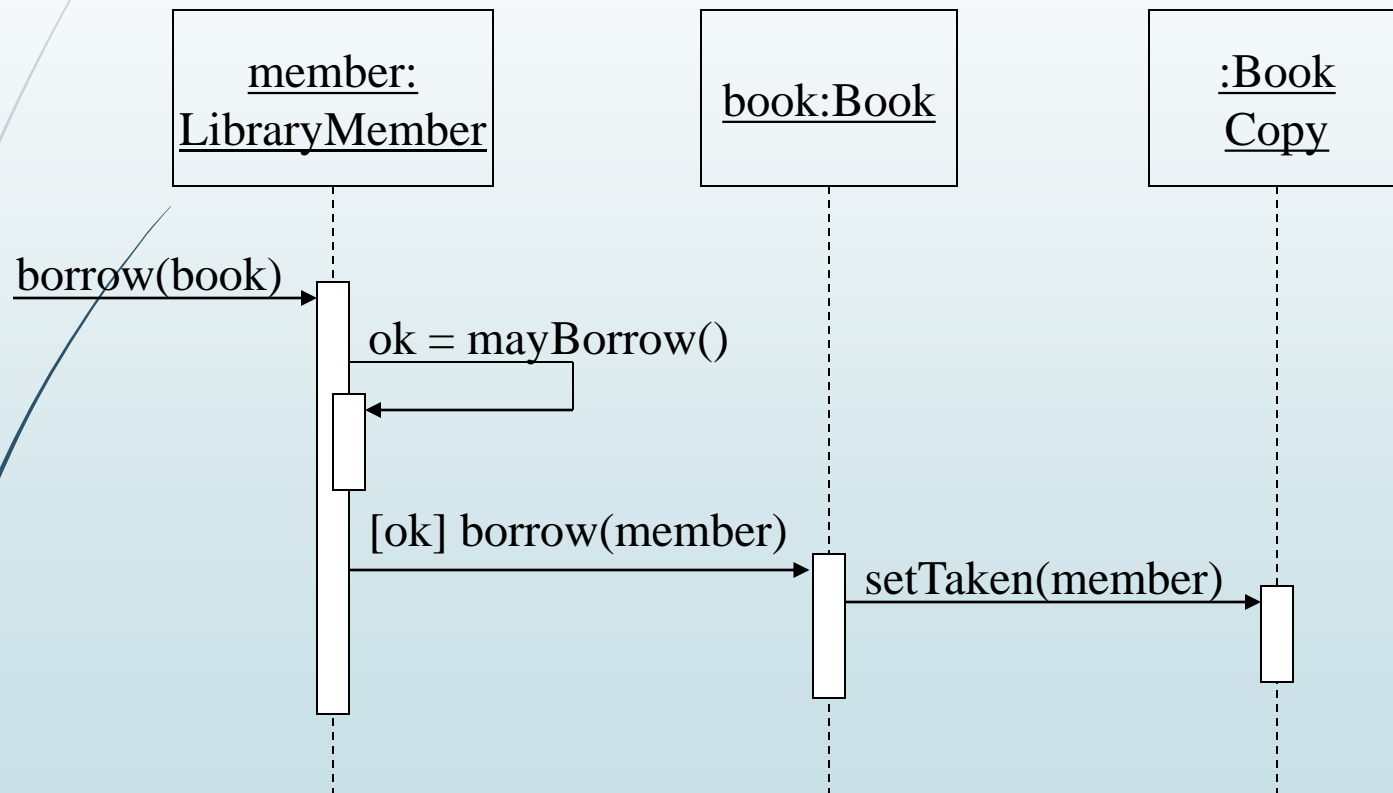 member:
LibraryMember
book:Book
:Book
Copy
borrow(book)
ok = mayBorrow()
[ok] borrow(member)
setTaken(member)